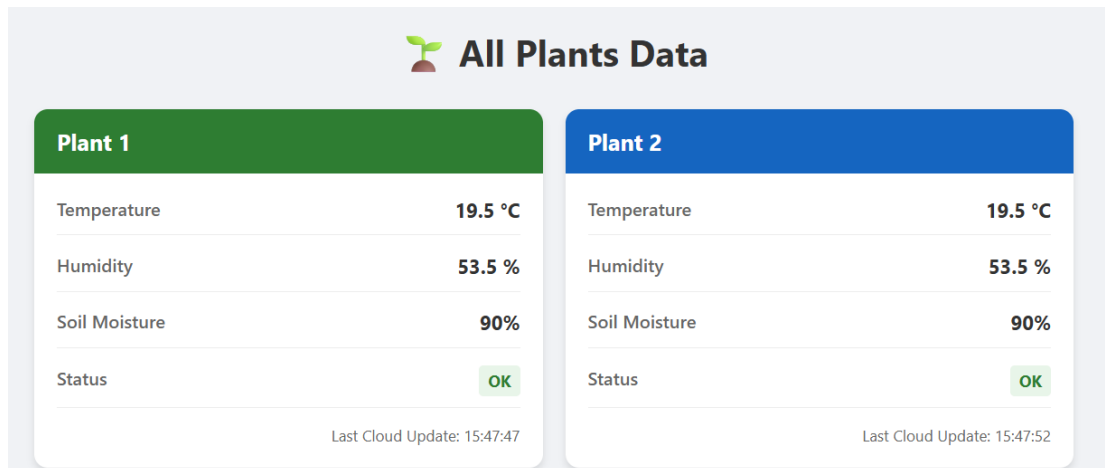 All Plants Data
Plant 1
Temperature 19.5 °C
Humidity 53.5 %
Soil Moisture 90%
Status OK
Last Cloud Update: 15:47:47
Plant 2
Temperature 19.5 °C
Humidity 53.5 %
Soil Moisture 90%
Status OK
Last Cloud Update: 15:47:52